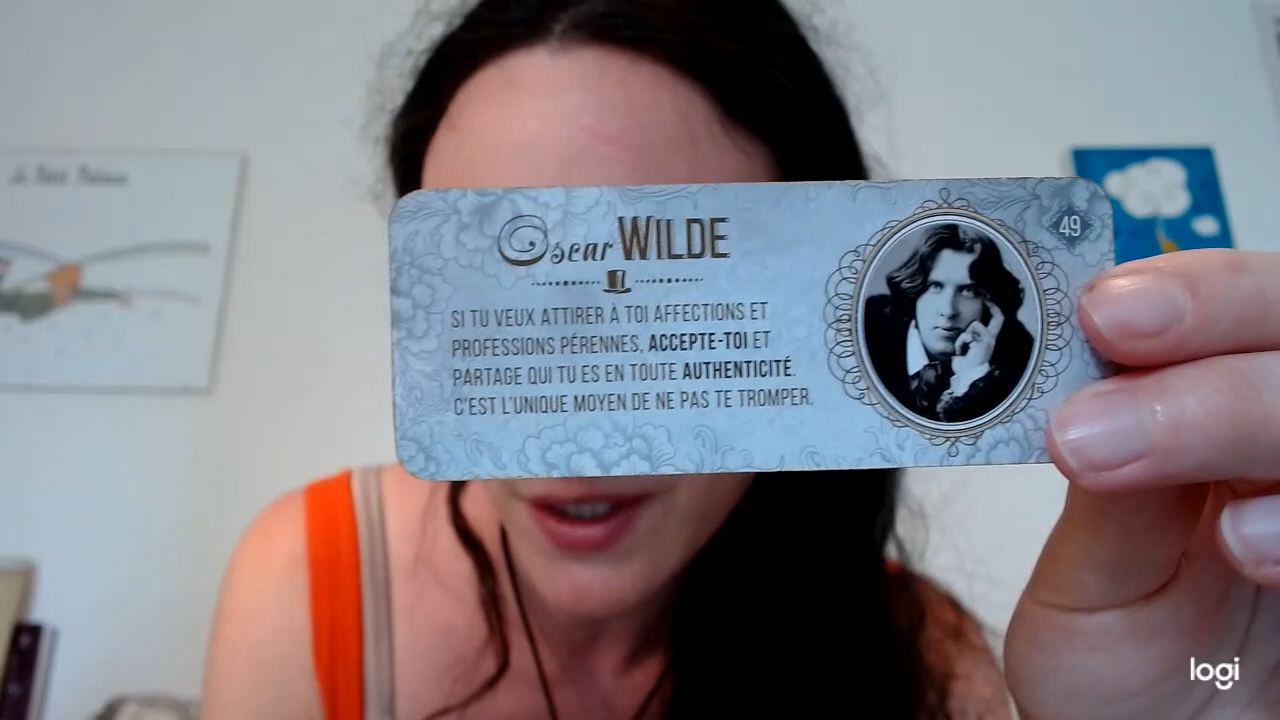 Oscar WILDE
49
SI TU VEUX ATTIRER À TOI AFFECTIONS ET
PROFESSIONS PÉRENNES, ACCEPTE-TOI ET
PARTAGE QUI TU ES EN TOUTE AUTHENTICITÉ.
C'EST L'UNIQUE MOYEN DE NE PAS TE TROMPER.
logi